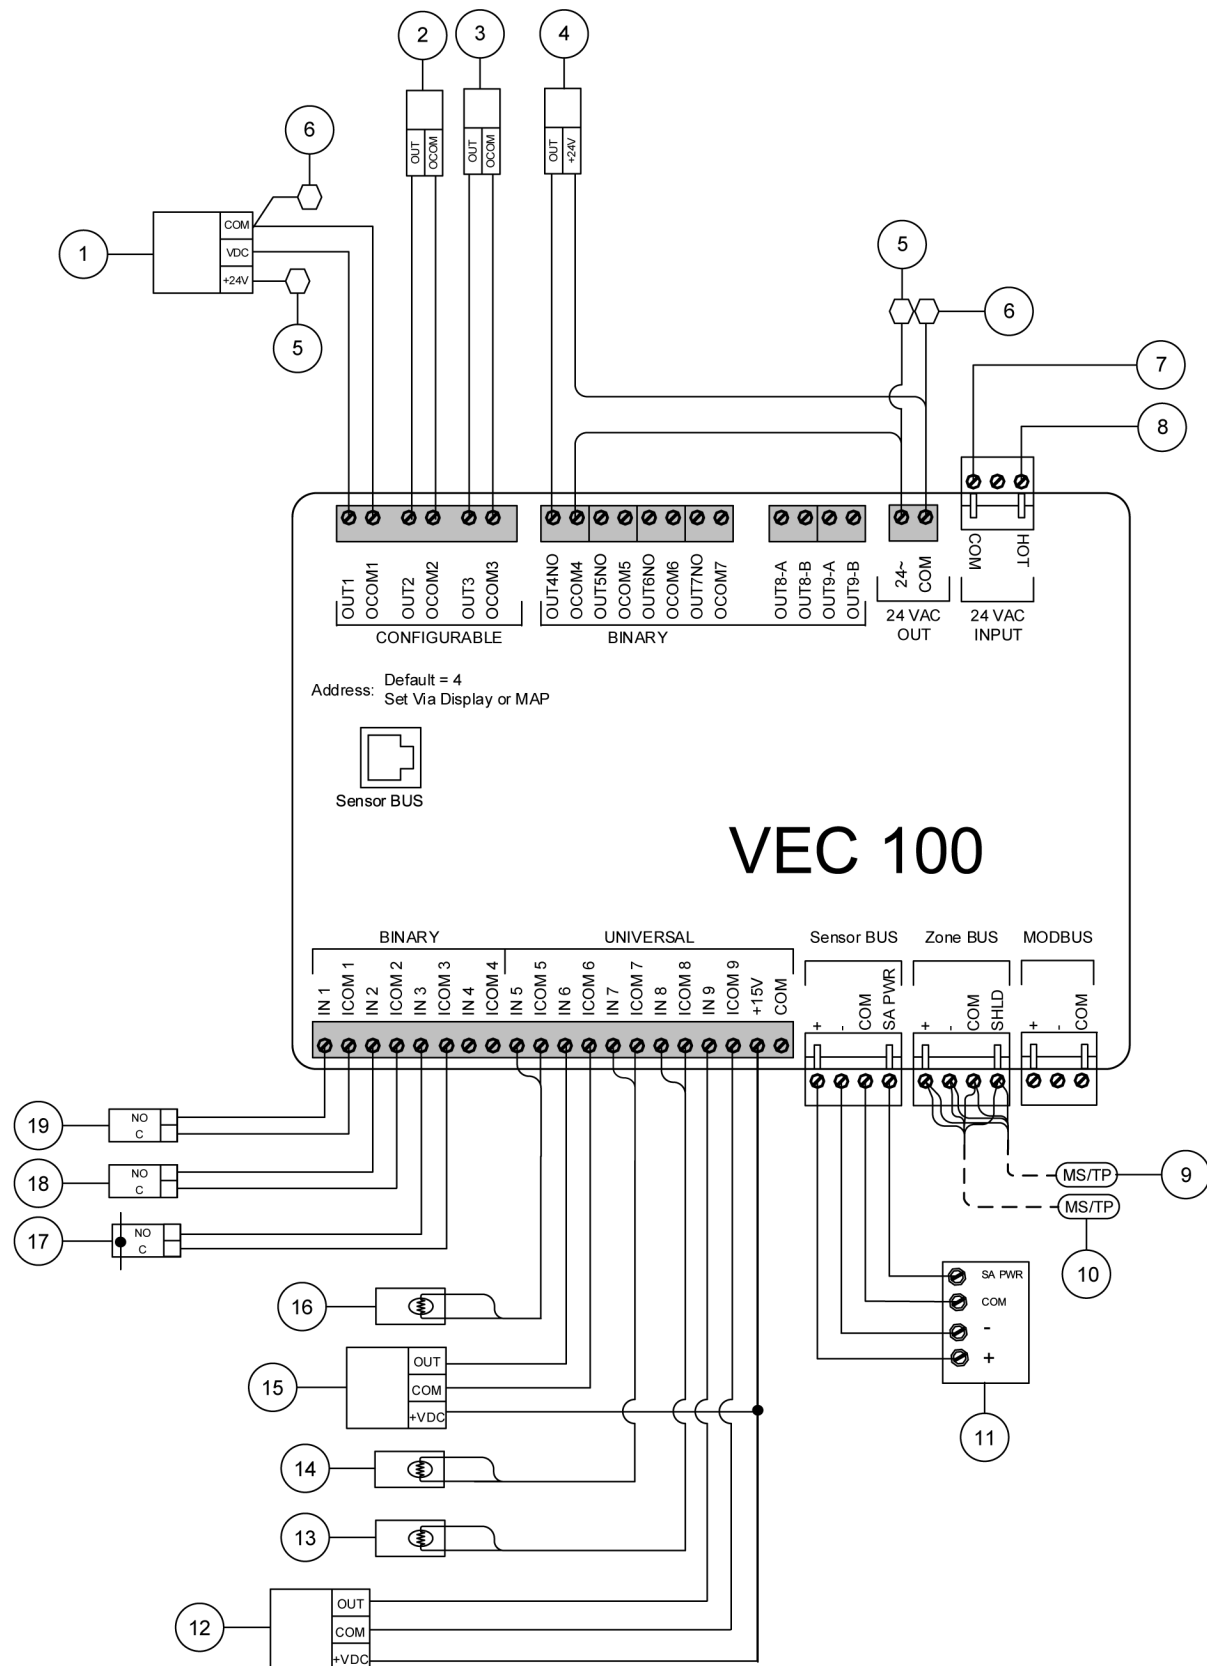 2
3
4
6
OUT
OCOM
OUT
OCOM
OUT
+24V
1
COM
VDC
+24V
5
5
6
7
8
OUT1
OCOM1
OUT2
OCOM2
OUT3
OCOM3
CONFIGURABLE
OUT4NO
OCOM4
OUT5NO
OCOM5
OUT6NO
OCOM6
OUT7NO
OCOM7
OUT8-A
OUT8-B
OUT9-A
OUT9-B
BINARY
24~
COM
24 VAC
OUT
COM
HOT
24 VAC
INPUT
Address:
Default = 4
Set Via Display or MAP
Sensor BUS
VEC 100
BINARY
UNIVERSAL
IN 1
ICOM 1
IN 2
ICOM 2
IN 3
ICOM 3
IN 4
ICOM 4
IN 5
ICOM 5
IN 6
ICOM 6
IN 7
ICOM 7
IN 8
ICOM 8
IN 9
ICOM 9
+15V
COM
Sensor BUS
+
-
COM
SA PWR
Zone BUS
+
-
COM
SHLD
MODBUS
+
-
COM
19
NO
C
18
NO
C
17
NO
C
MS/TP
9
MS/TP
10
SA PWR
COM
-
+
11
16
15
OUT
COM
+VDC
14
13
12
OUT
COM
+VDC